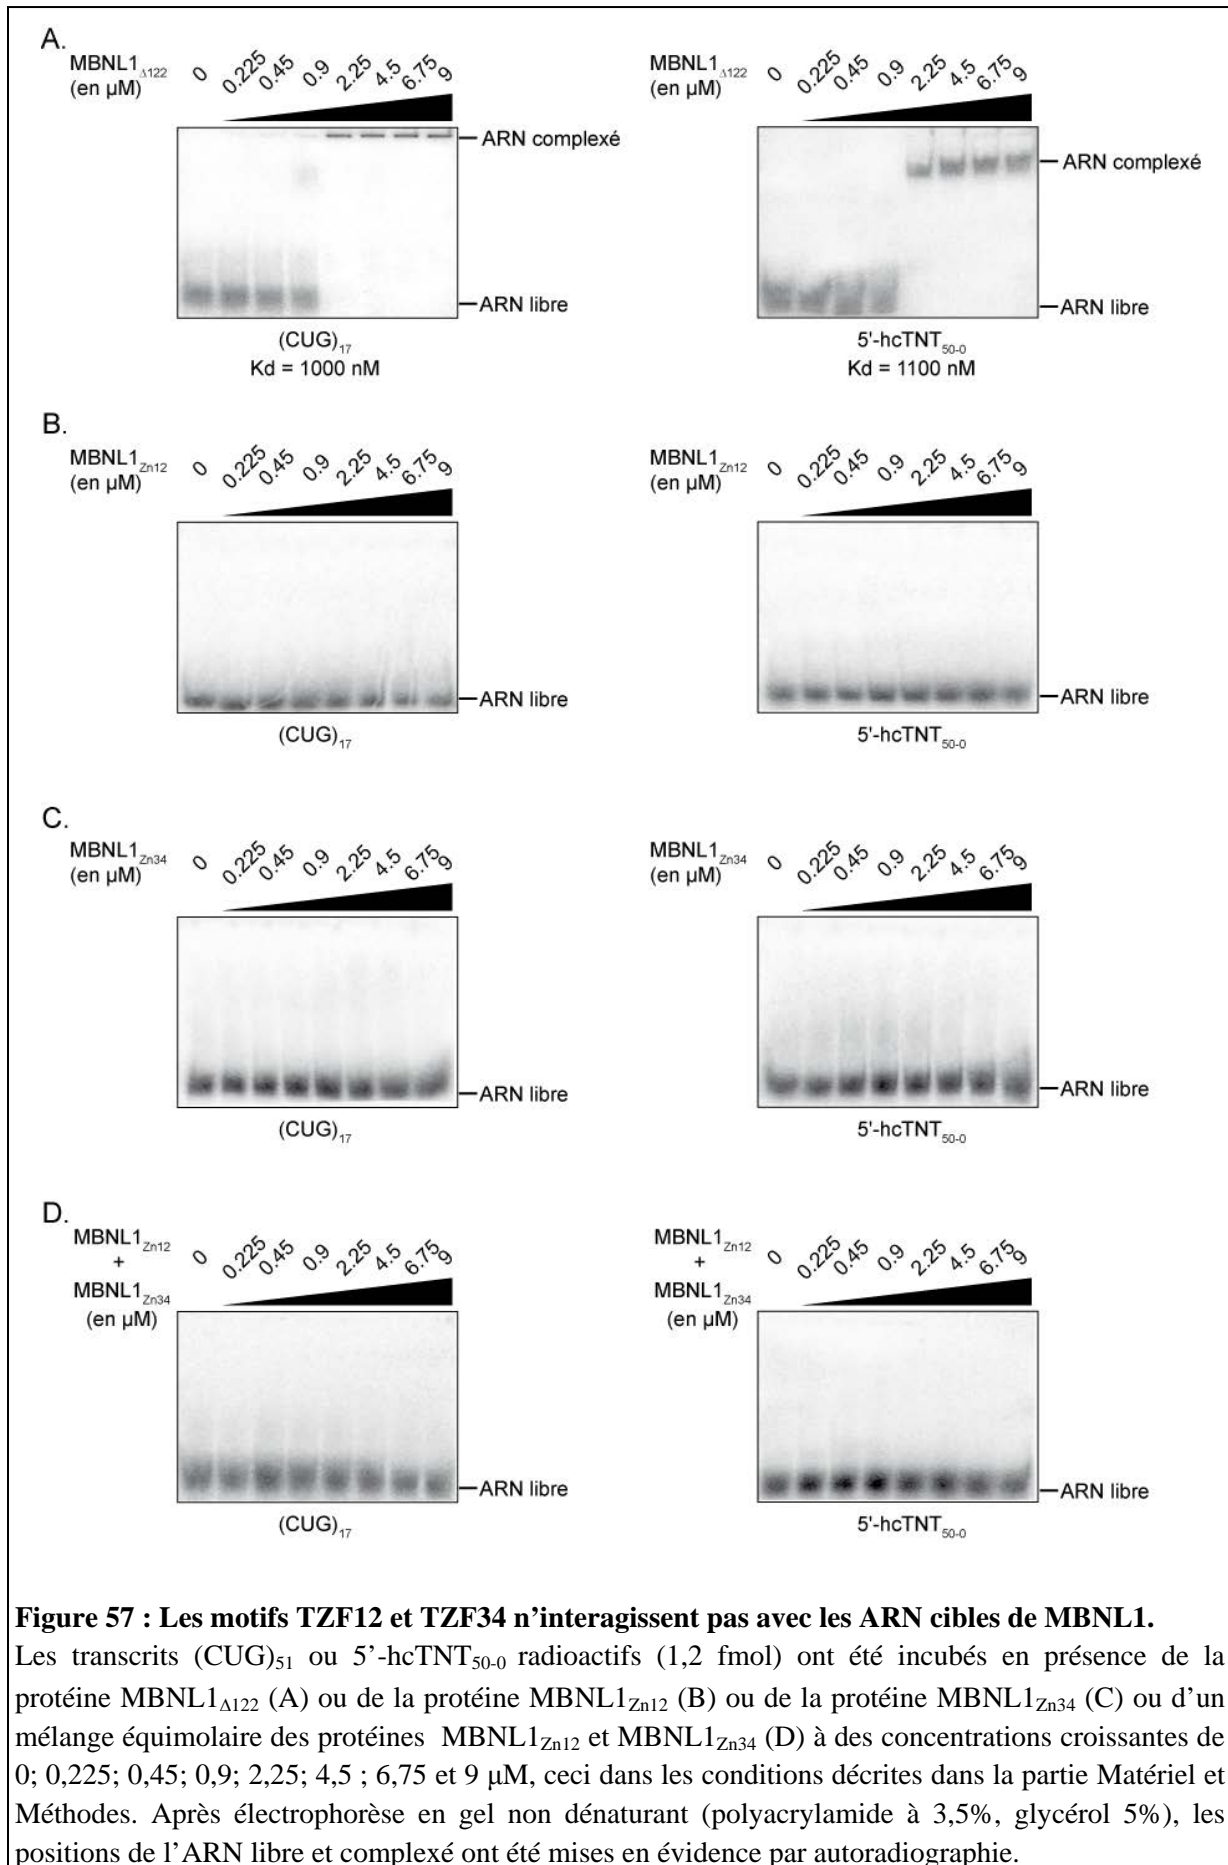 A.
MBNL1Δ122
(en µM)
0 0.225 0.45 0.9 2.25 4.5 6.75 9
ARN complexé
ARN libre
(CUG)17
Kd = 1000 nM
MBNL1Δ122
(en µM)
0 0.225 0.45 0.9 2.25 4.5 6.75 9
ARN complexé
ARN libre
5'-hcTNT50-0
Kd = 1100 nM
B.
MBNL1Zn12
(en µM)
0 0.225 0.45 0.9 2.25 4.5 6.75 9
ARN libre
(CUG)17
MBNL1Zn12
(en µM)
0 0.225 0.45 0.9 2.25 4.5 6.75 9
ARN libre
5'-hcTNT50-0
C.
MBNL1Zn34
(en µM)
0 0.225 0.45 0.9 2.25 4.5 6.75 9
ARN libre
(CUG)17
MBNL1Zn34
(en µM)
0 0.225 0.45 0.9 2.25 4.5 6.75 9
ARN libre
5'-hcTNT50-0
D.
MBNL1Zn12
+
MBNL1Zn34
(en µM)
0 0.225 0.45 0.9 2.25 4.5 6.75 9
ARN libre
(CUG)17
MBNL1Zn12
+
MBNL1Zn34
(en µM)
0 0.225 0.45 0.9 2.25 4.5 6.75 9
ARN libre
5'-hcTNT50-0
Figure 57 : Les motifs TZF12 et TZF34 n'interagissent pas avec les ARN cibles de MBNL1.
Les transcrits (CUG)51 ou 5'-hcTNT50-0 radioactifs (1,2 fmol) ont été incubés en présence de la
protéine MBNL1Δ122 (A) ou de la protéine MBNL1Zn12 (B) ou de la protéine MBNL1Zn34 (C) ou d'un
mélange équimolaire des protéines MBNL1Zn12 et MBNL1Zn34 (D) à des concentrations croissantes de
0; 0,225; 0,45; 0,9; 2,25; 4,5 ; 6,75 et 9 µM, ceci dans les conditions décrites dans la partie Matériel et
Méthodes. Après électrophorèse en gel non dénaturant (polyacrylamide à 3,5%, glycérol 5%), les
positions de l'ARN libre et complexé ont été mises en évidence par autoradiographie.